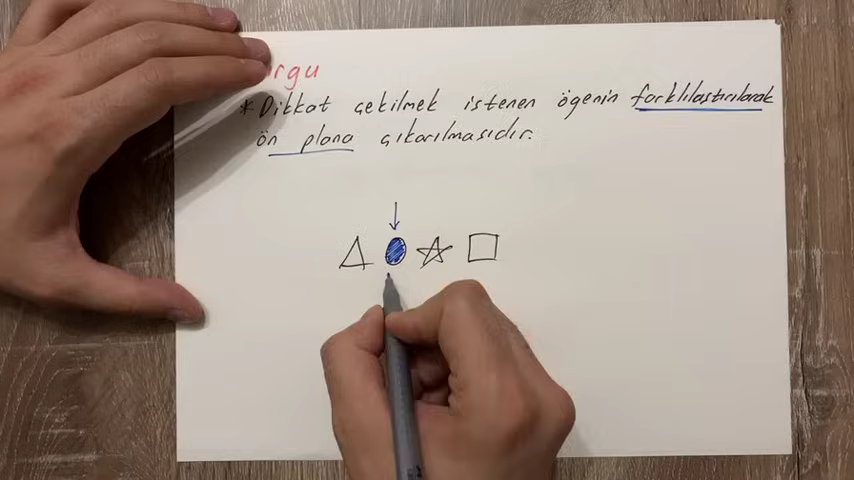 rgu
* Dikkat çekilmek istenen ögenin farklılaştırılarak
ön plana çıkarılmasıdır.